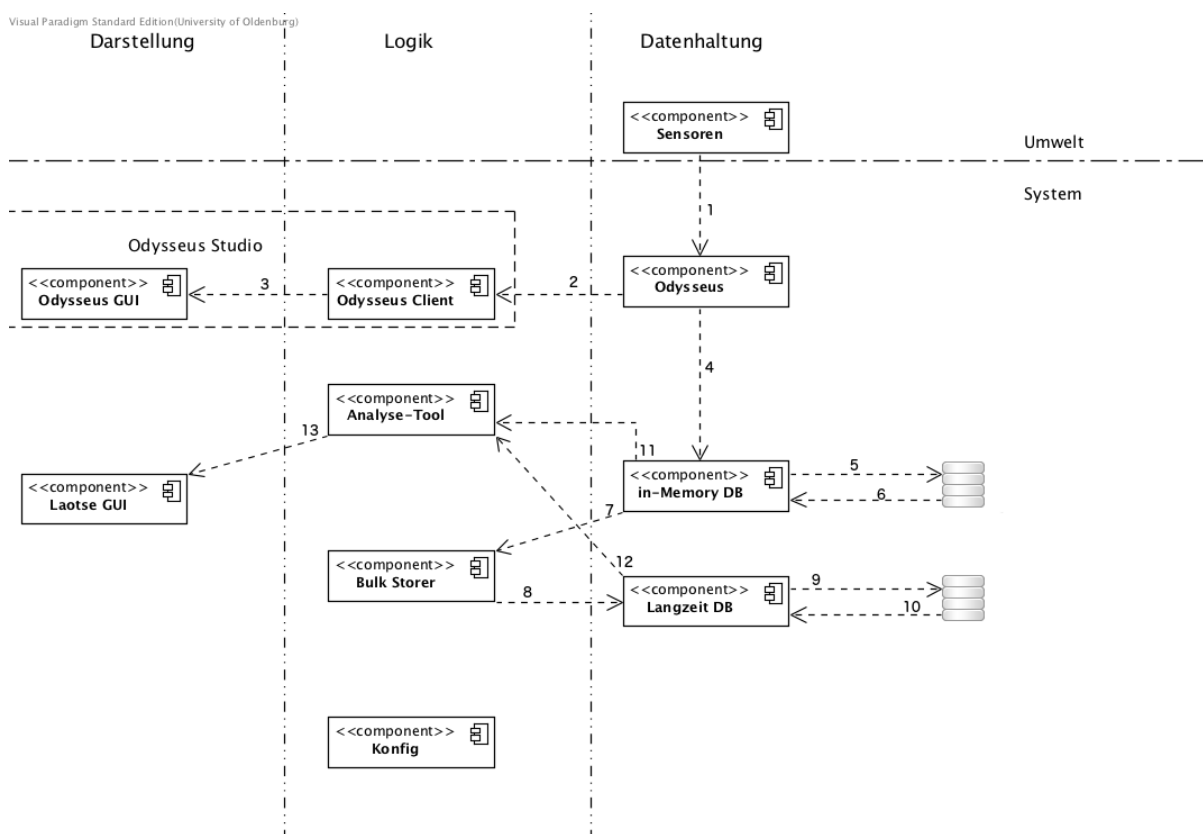 Visual Paradigm Standard Edition(University of Oldenburg)
Darstellung
Logik
Datenhaltung
<<component>>
Sensoren
Umwelt
System
1
Odysseus Studio
<<component>>
Odysseus GUI
3
<<component>>
Odysseus Client
2
<<component>>
Odysseus
4
<<component>>
Analyse-Tool
13
11
<<component>>
Laotse GUI
<<component>>
in-Memory DB
5
6
7
<<component>>
Bulk Storer
8
12
<<component>>
Langzeit DB
9
10
<<component>>
Konfig